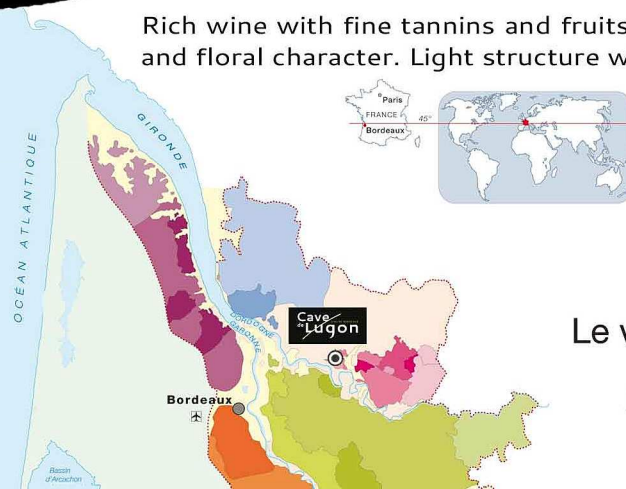 Rich wine with fine tannins and fruits
and floral character. Light structure w
Paris
FRANCE
Bordeaux
45°
GIRONDE
OCÉAN ATLANTIQUE
Cave
de Lugon
DORDOGNE
GARONNE
Le v
Bordeaux
Bassin
d'Arcachon